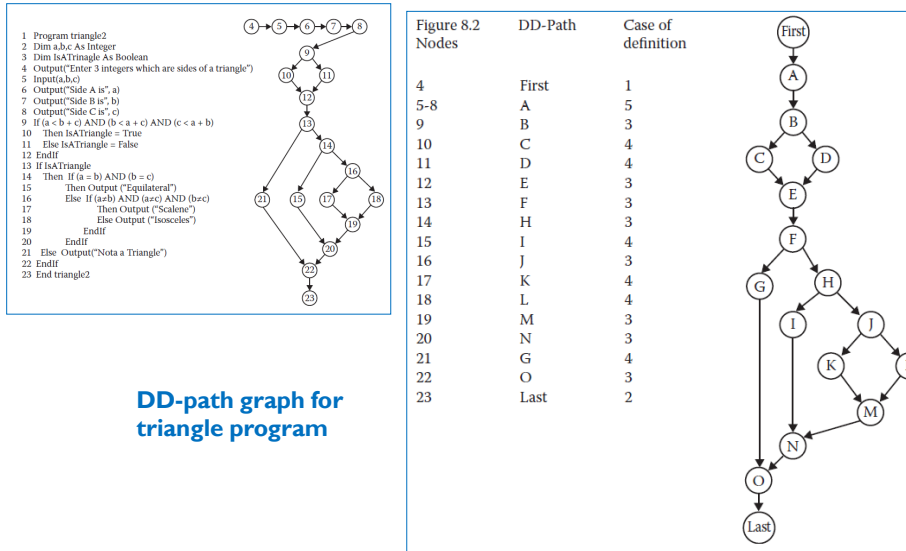 1 Program triangle2
2 Dim a,b,c As Integer
3 Dim IsATrinagle As Boolean
4 Output("Enter 3 integers which are sides of a triangle")
5 Input(a,b,c)
6 Output("Side A is", a)
7 Output("Side B is", b)
8 Output("Side C is", c)
9 If (a < b + c) AND (b < a + c) AND (c < a + b)
10 Then IsATriangle = True
11 Else IsATriangle = False
12 EndIf
13 If IsATriangle
14 Then If (a = b) AND (b = c)
15 Then Output ("Equilateral")
16 Else If (a≠b) AND (a≠c) AND (b≠c)
17 Then Output ("Scalene")
18 Else Output ("Isosceles")
19 EndIf
20 EndIf
21 Else Output("Nota a Triangle")
22 EndIf
23 End triangle2
4 5 6 7 8
9
10 11
12
13
14
16
21 15 17 18
19
20
22
23
DD-path graph for
triangle program
Figure 8.2 DD-Path Case of
Nodes definition
4 First 1
5-8 A 5
9 B 3
10 C 4
11 D 4
12 E 3
13 F 3
14 H 3
15 I 4
16 J 3
17 K 4
18 L 4
19 M 3
20 N 3
21 G 4
22 O 3
23 Last 2
First
A
B
C D
E
F
G H
I J
K
M
N
O
Last